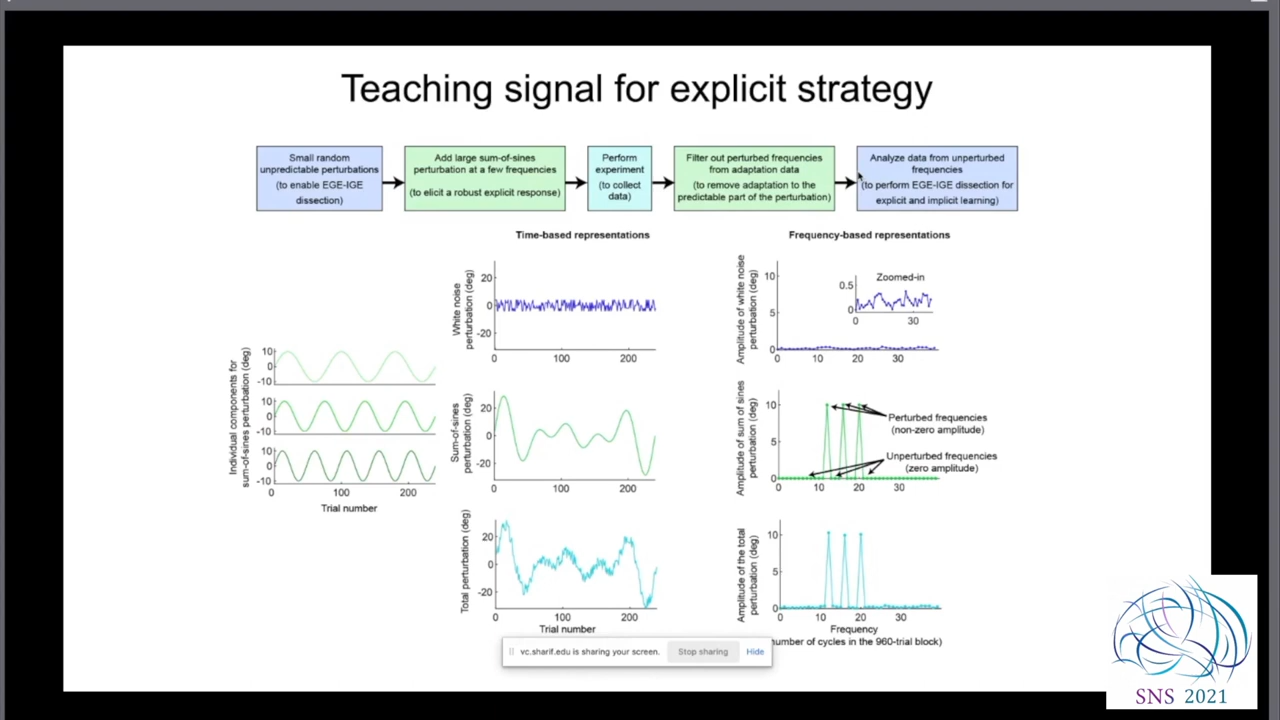 Teaching signal for explicit strategy
Small random
unpredictable perturbations
(to enable EGE-IGE
dissection)
Add large sum-of-sines
perturbation at a few frequencies
(to elicit a robust explicit response)
Perform
experiment
(to collect
data)
Filter out perturbed frequencies
from adaptation data
(to remove adaptation to the
predictable part of the perturbation)
Analyze data from unperturbed
frequencies
(to perform EGE-IGE dissection for
explicit and implicit learning)
Time-based representations
Frequency-based representations
Individual components for
sum-of-sines perturbation (deg)
10
0
-10
10
0
-10
10
0
-10
0 100 200
Trial number
White noise
perturbation (deg)
20
0
-20
0 100 200
Sum-of-sines
perturbation (deg)
20
0
-20
0 100 200
Total perturbation (deg)
20
0
-20
0 100 200
Trial number
Amplitude of white noise
perturbation (deg)
10
5
0
0 10 20 30
Zoomed-in
0.5
0
0 30
Amplitude of sum of sines
perturbation (deg)
10
5
0
0 10 20 30
Perturbed frequencies
(non-zero amplitude)
Unperturbed frequencies
(zero amplitude)
Amplitude of the total
perturbation (deg)
10
5
0
0 10 20 30
Frequency
number of cycles in the 960-trial block)
vc.sharif.edu is sharing your screen. Stop sharing Hide
SNS 2021